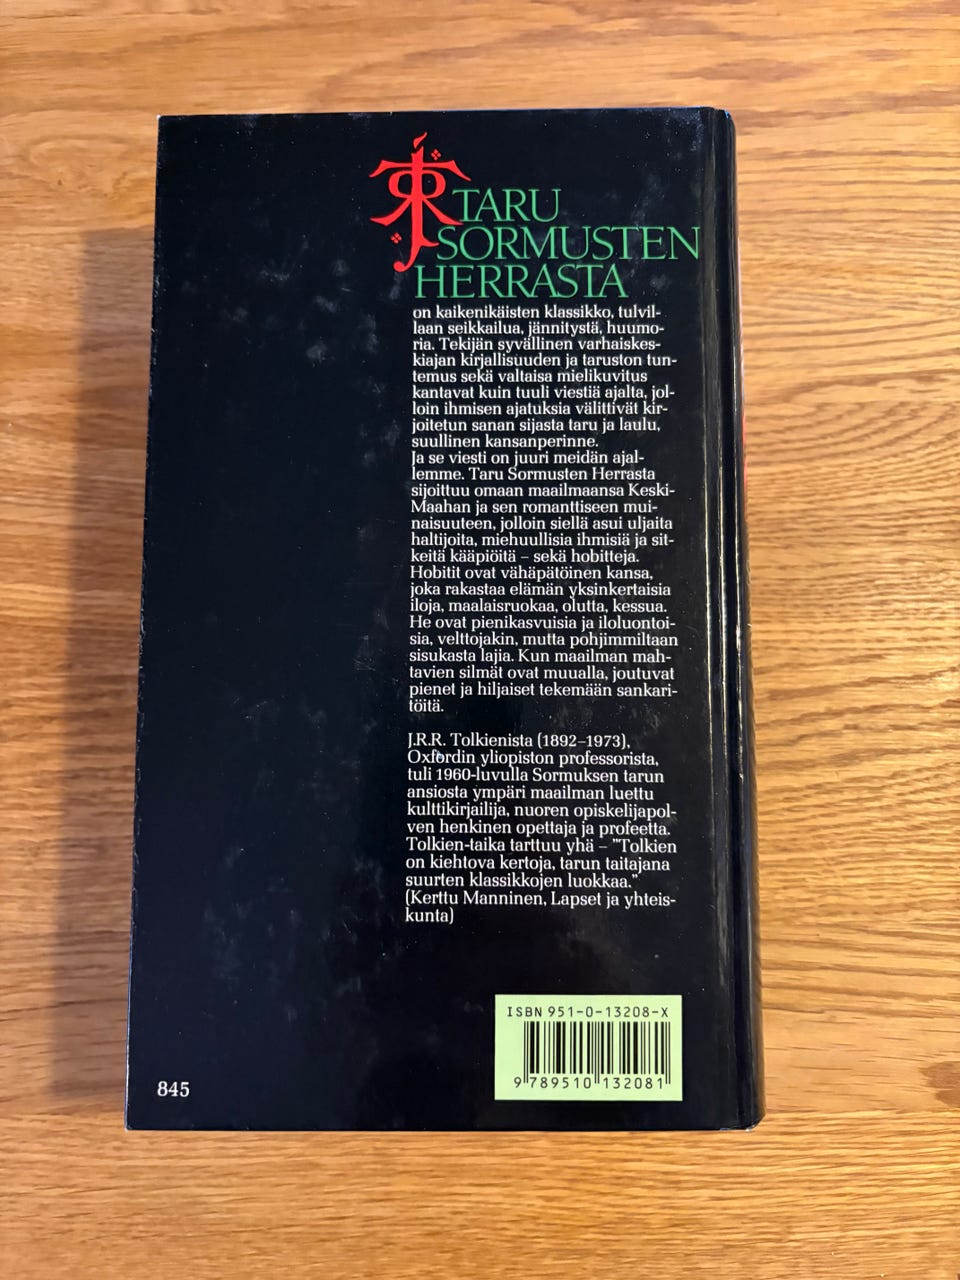 TARU
SORMUSTEN
HERRASTA
on kaikenikäisten klassikko, tulvil-
laan seikkailua, jännitystä, huumo-
ria. Tekijän syvällinen varhaiskes-
kiajan kirjallisuuden ja taruston tun-
temus sekä valtaisa mielikuvitus
kantavat kuin tuuli viestiä ajalta, jol-
loin ihmisen ajatuksia välittivät kir-
joitetun sanan sijasta taru ja laulu,
suullinen kansanperinne.
Ja se viesti on juuri meidän ajal-
lemme. Taru Sormusten Herrasta
sijoittuu omaan maailmaansa Keski-
Maahan ja sen romanttiseen mui-
naisuuteen, jolloin siellä asui uljaita
haltijoita, miehuullisia ihmisiä ja sit-
keitä kääpiöitä – sekä hobitteja.
Hobitit ovat vähäpätöinen kansa,
joka rakastaa elämän yksinkertaisia
iloja, maalaisruokaa, olutta, kessua.
He ovat pienikasvuisia ja iloluontoi-
sia, velttojakin, mutta pohjimmiltaan
sisukasta lajia. Kun maailman mah-
tavien silmät ovat muualla, joutuvat
pienet ja hiljaiset tekemään sankari-
töitä.
J.R.R. Tolkienista (1892–1973),
Oxfordin yliopiston professorista,
tuli 1960-luvulla Sormuksen tarun
ansiosta ympäri maailman luettu
kulttikirjailija, nuoren opiskelijapol-
ven henkinen opettaja ja profeetta.
Tolkien-taika tarttuu yhä – ”Tolkien
on kiehtova kertoja, tarun taitajana
suurten klassikkojen luokkaa.”
(Kerttu Manninen, Lapset ja yhteis-
kunta)
ISBN 951-0-13208-X
9 789510 132081
845